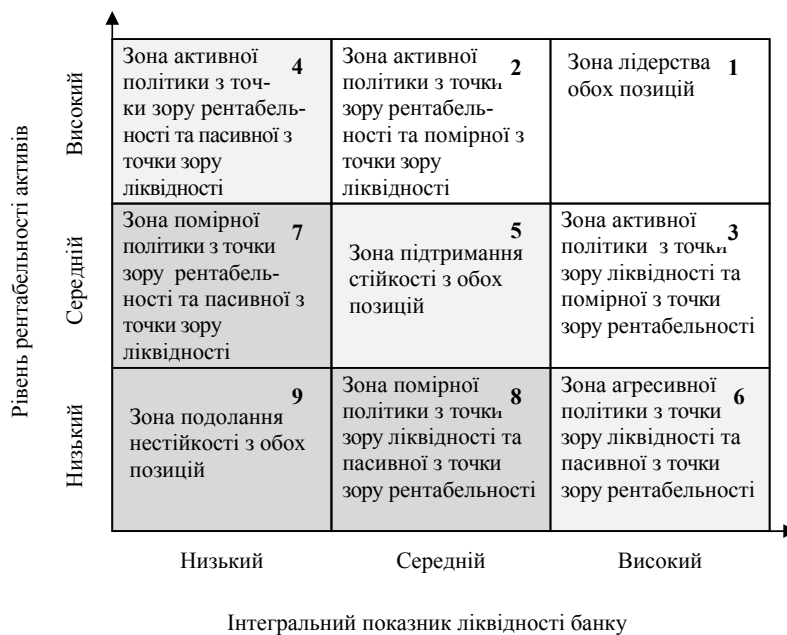 Рівень рентабельності активів
Високий
Зона активної
політики з точ-
ки зору рентабель-
ності та пасивної з
точки зору
ліквідності
4
Зона активної
політики з точки
зору рентабель-
ності та помірної з
точки зору
ліквідності
2
Зона лідерства
обох позицій
1
Середній
Зона помірної
політики з точки
зору рентабель-
ності та пасивної з
точки зору
ліквідності
7
Зона підтримання
стійкості з обох
позицій
5
Зона активної
політики з точки
зору ліквідності та
помірної з точки
зору рентабельності
3
Низький
Зона подолання
нестійкості з обох
позицій
9
Зона помірної
політики з точки
зору ліквідності та
пасивної з точки
зору рентабельності
8
Зона агресивної
політики з точки
зору ліквідності та
пасивної з точки
зору рентабельності
6
Низький
Середній
Високий
Інтегральний показник ліквідності банку